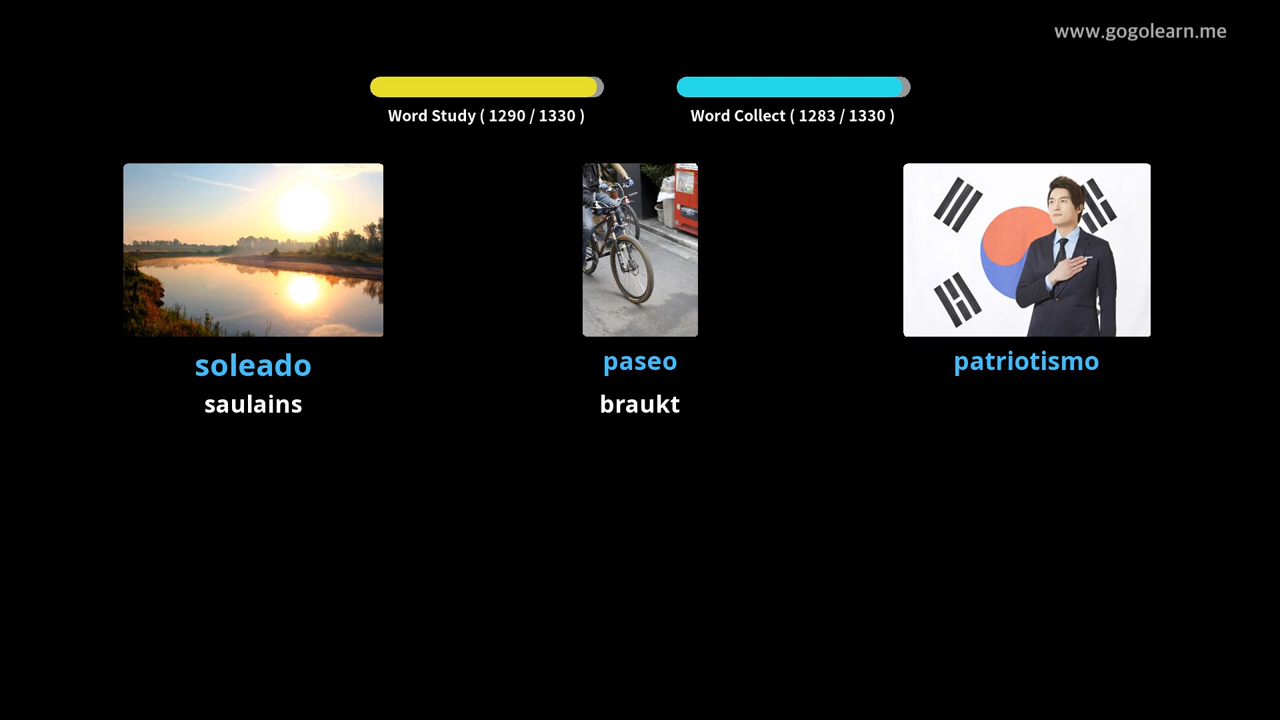 www.gogolearn.me
Word Study ( 1290 / 1330 )
Word Collect ( 1283 / 1330 )
soleado
paseo
patriotismo
saulains
braukt